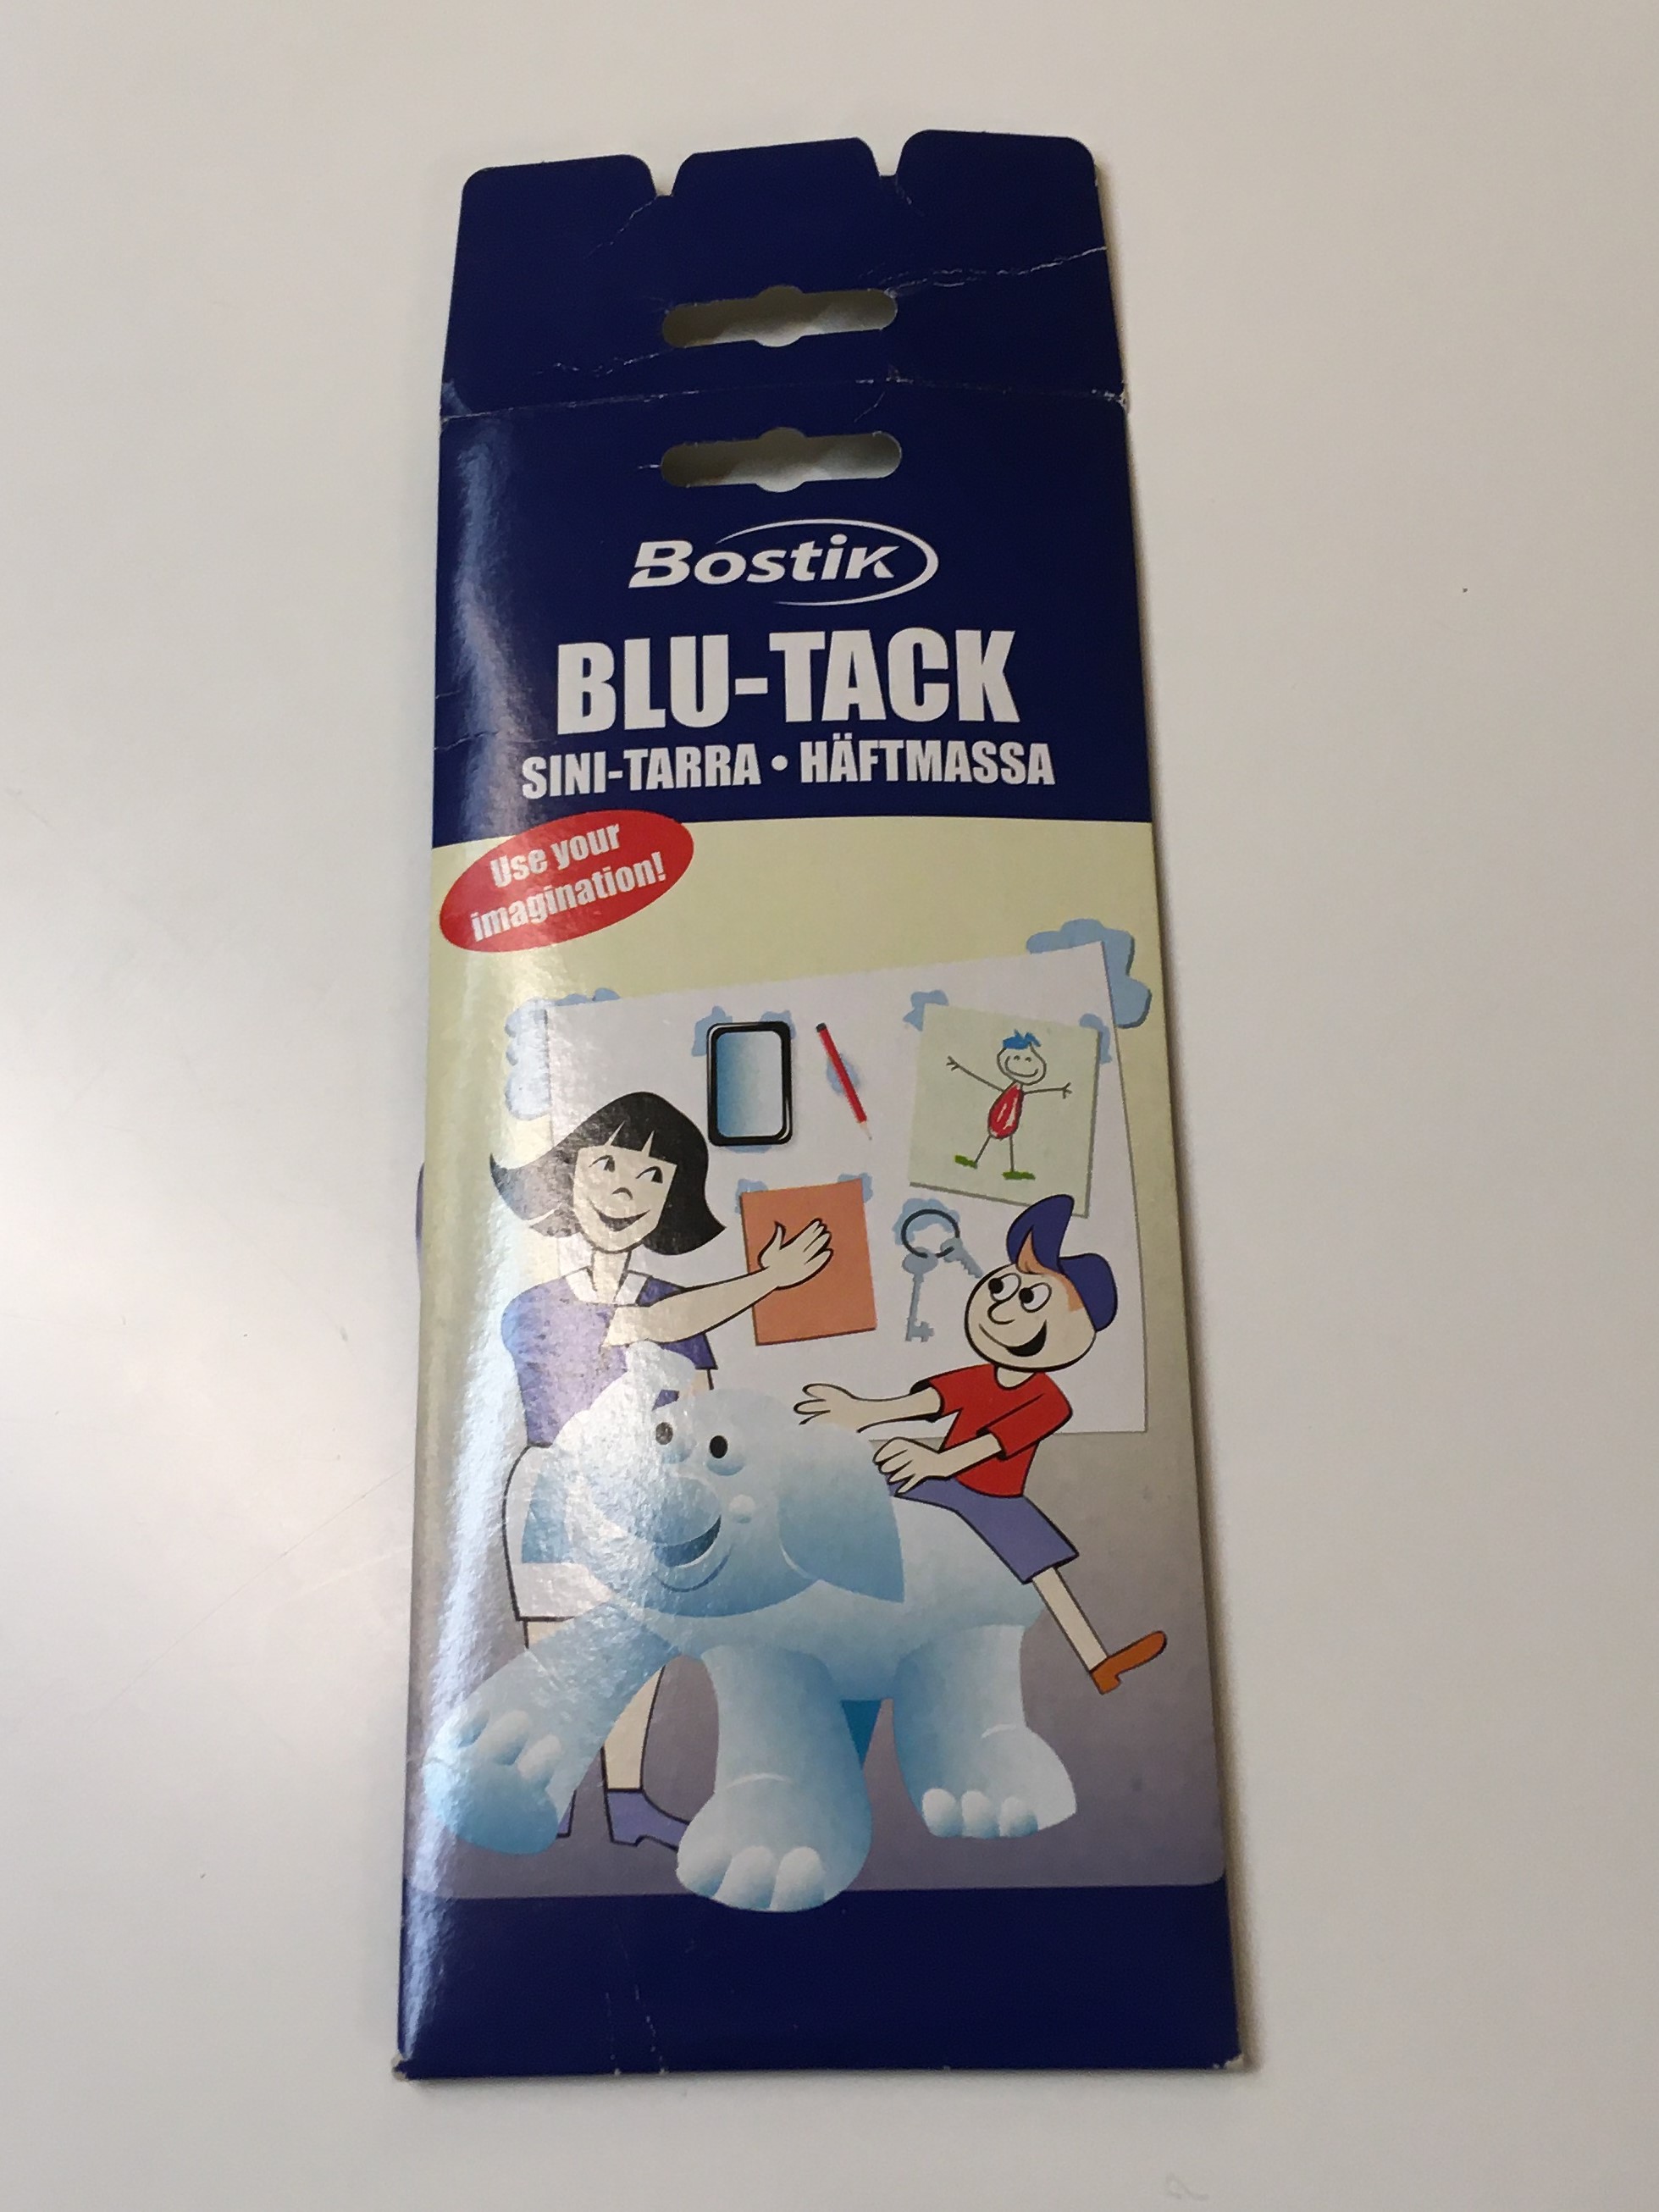 Bostik
BLU-TACK
SINI-TARRA • HÄFTMASSA
Use your
imagination!